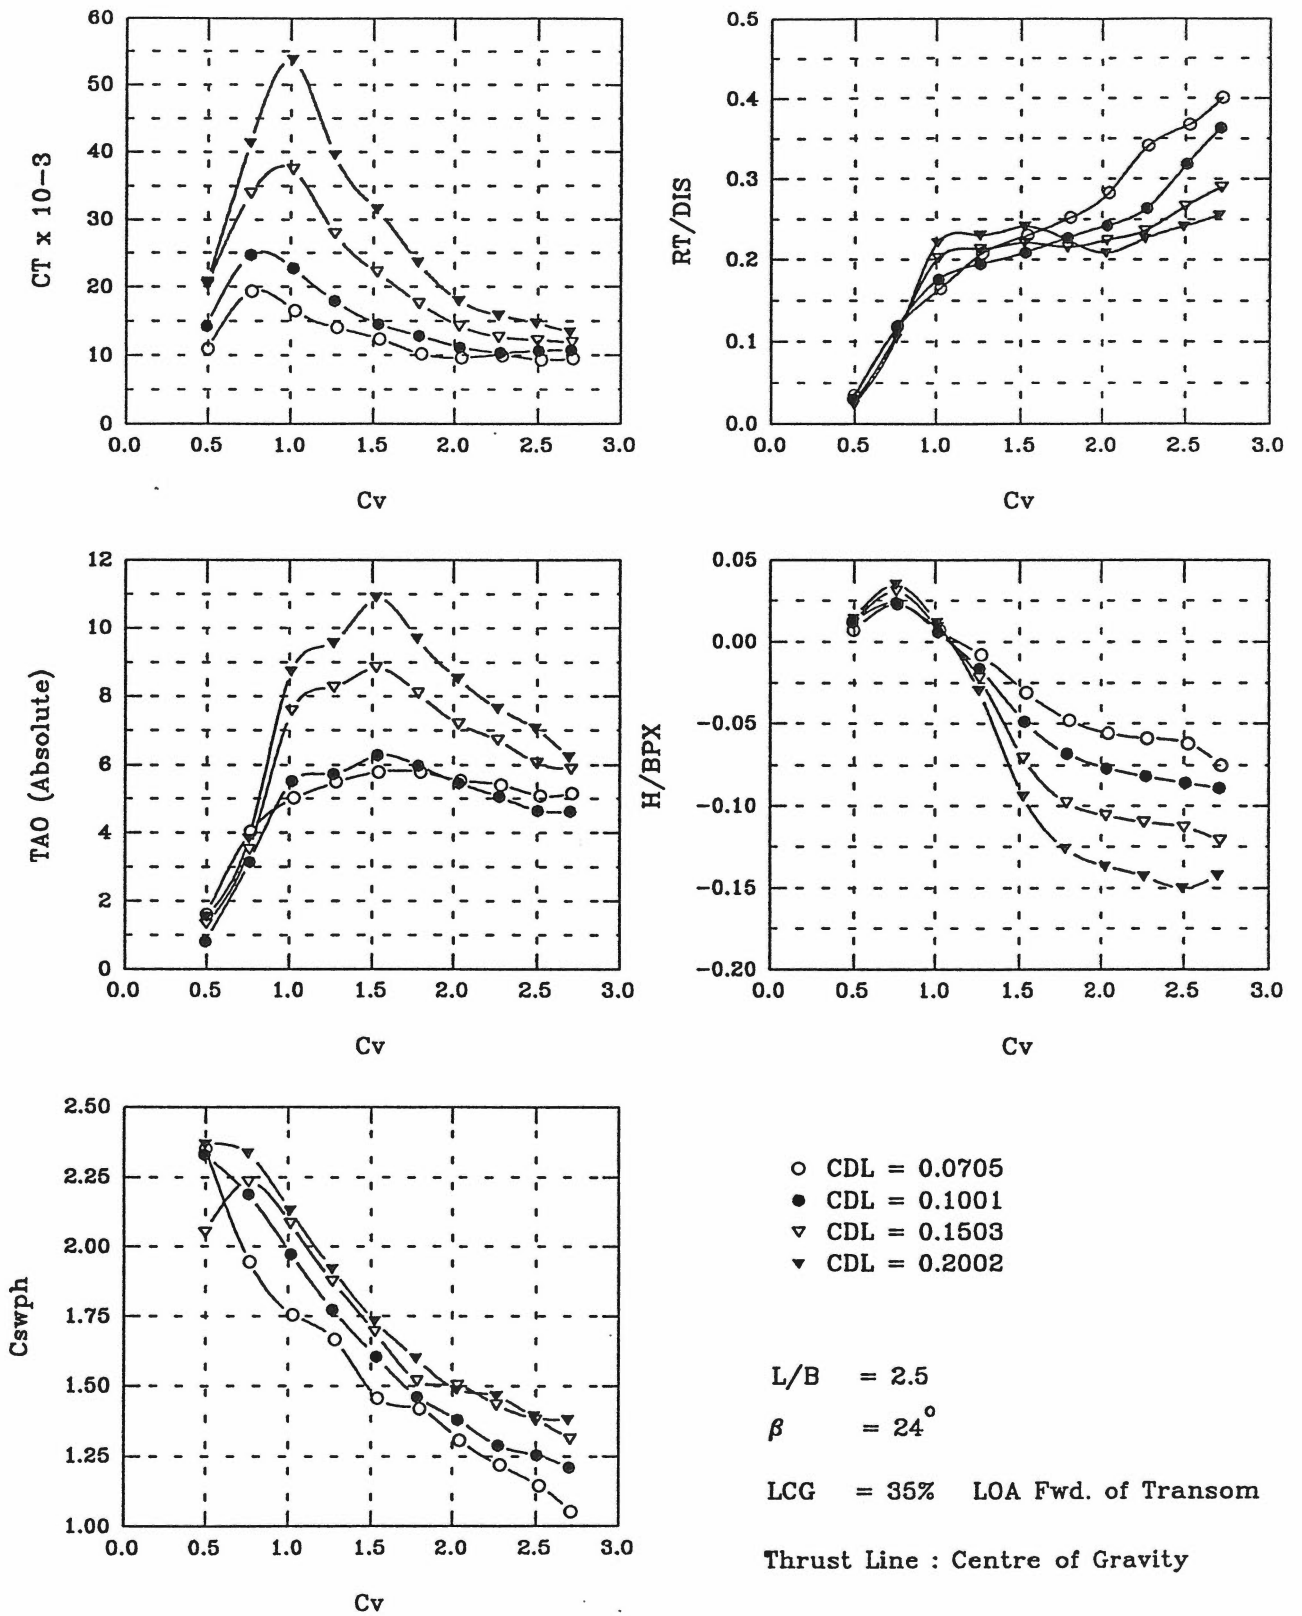 60
50
40
30
20
10
0
CT x 10-3
0.0 0.5 1.0 1.5 2.0 2.5 3.0
Cv
0.5
0.4
0.3
0.2
0.1
0.0
RT/DIS
0.0 0.5 1.0 1.5 2.0 2.5 3.0
Cv
12
10
8
6
4
2
0
TAO (Absolute)
0.0 0.5 1.0 1.5 2.0 2.5 3.0
Cv
0.05
0.00
-0.05
-0.10
-0.15
-0.20
H/BPX
0.0 0.5 1.0 1.5 2.0 2.5 3.0
Cv
2.50
2.25
2.00
1.75
1.50
1.25
1.00
Cswph
0.0 0.5 1.0 1.5 2.0 2.5 3.0
Cv
CDL = 0.0705
CDL = 0.1001
CDL = 0.1503
CDL = 0.2002
L/B = 2.5
β = 24°
LCG = 35% LOA Fwd. of Transom
Thrust Line : Centre of Gravity